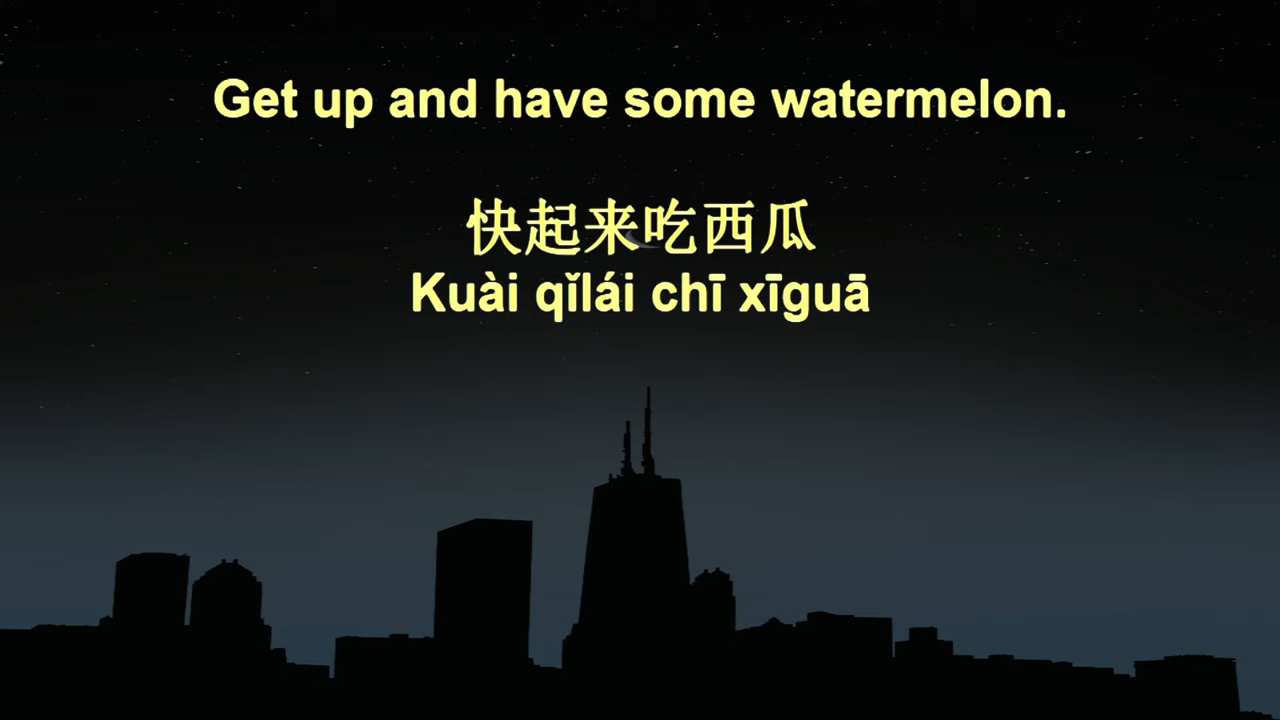 Get up and have some watermelon.
快起来吃西瓜
Kuài qǐlái chī xīguā